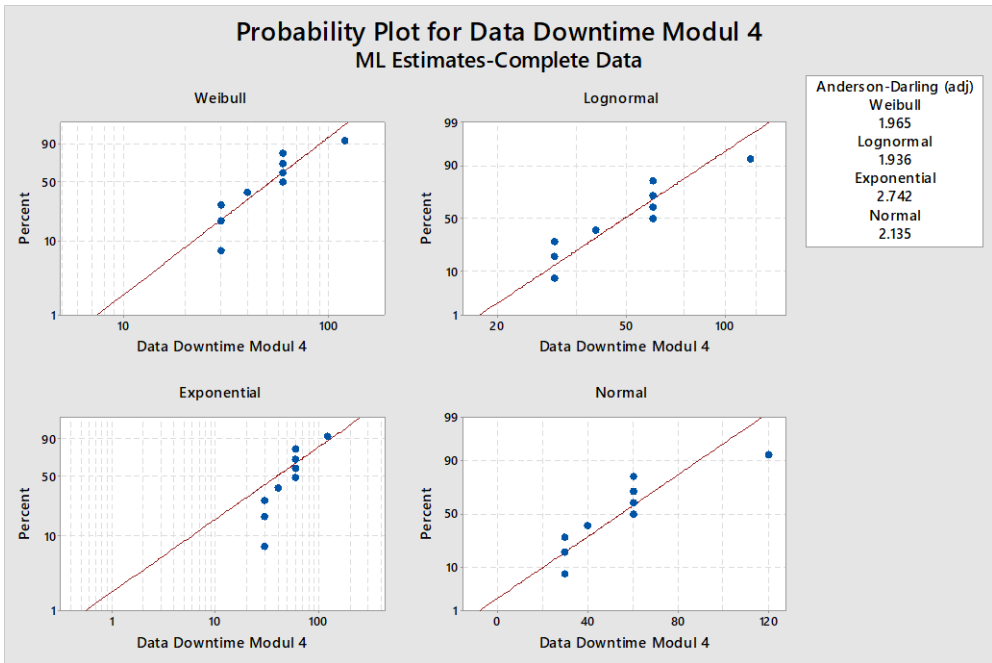 Probability Plot for Data Downtime Modul 4
ML Estimates-Complete Data
Weibull
90
50
10
1
Percent
10 100
Data Downtime Modul 4
Lognormal
99
90
50
10
1
Percent
20 50 100
Data Downtime Modul 4
Anderson-Darling (adj)
Weibull
1.965
Lognormal
1.936
Exponential
2.742
Normal
2.135
Exponential
90
50
10
1
Percent
1 10 100
Data Downtime Modul 4
Normal
99
90
50
10
1
Percent
0 40 80 120
Data Downtime Modul 4